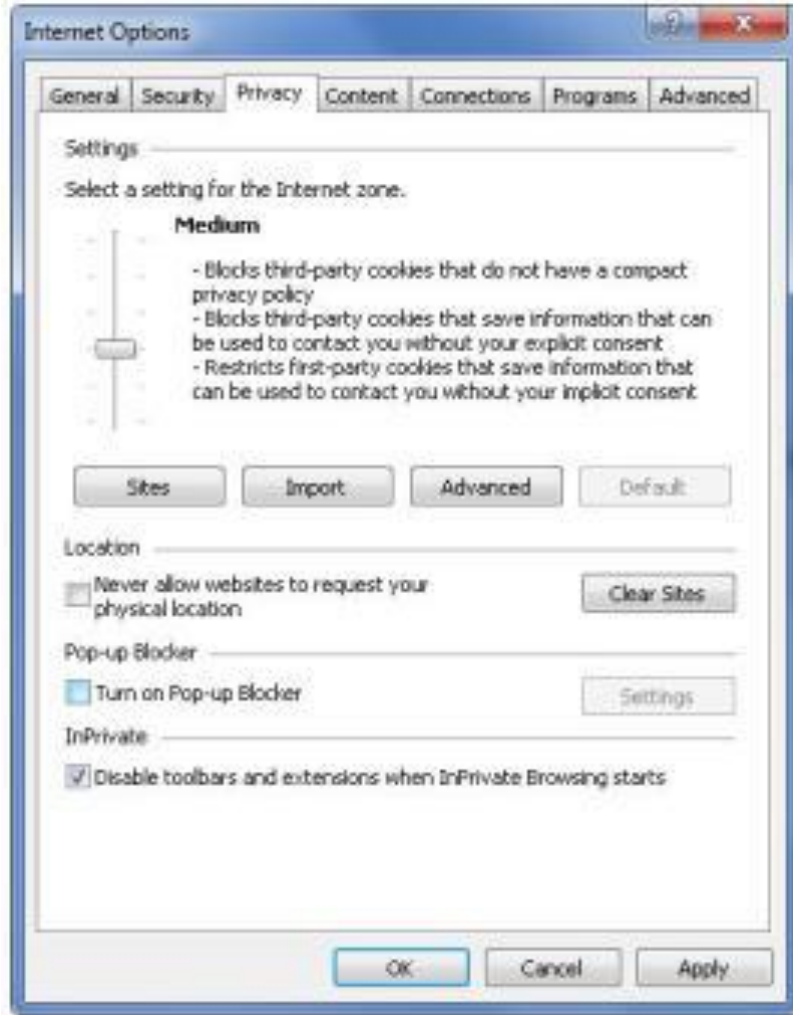 Internet Options
General Security Privacy Content Connections Programs Advanced
Settings
Select a setting for the Internet zone.
Medium
- Blocks third-party cookies that do not have a compact
privacy policy
- Blocks third-party cookies that save information that can
be used to contact you without your explicit consent
- Restricts first-party cookies that save information that
can be used to contact you without your implicit consent
Sites Import Advanced Default
Location
Never allow websites to request your
physical location
Clear Sites
Pop-up Blocker
Turn on Pop-up Blocker
Settings
InPrivate
Disable toolbars and extensions when InPrivate Browsing starts
OK Cancel Apply